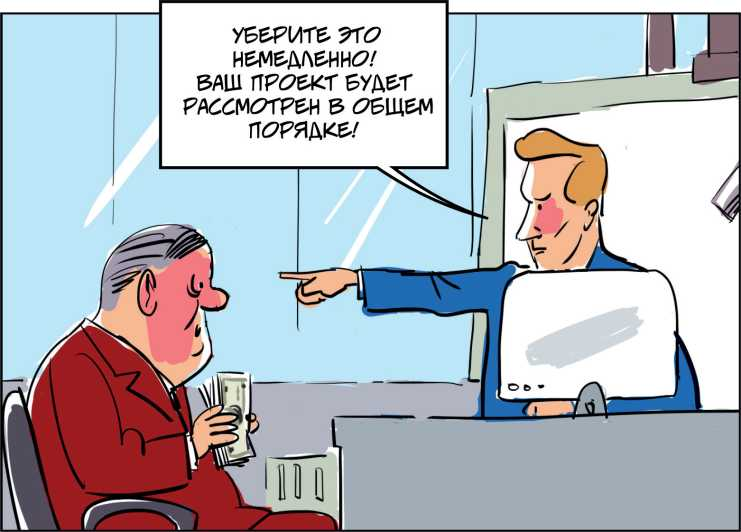 УБЕРИТЕ ЭТО
НЕМЕДЛЕННО!
ВАШ ПРОЕКТ БУДЕТ
РАССМОТРЕН В ОБЩЕМ
ПОРЯДКЕ!